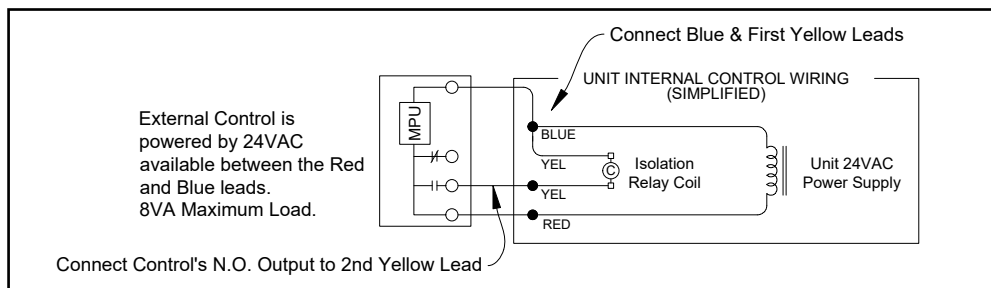 Connect Blue & First Yellow Leads
UNIT INTERNAL CONTROL WIRING
(SIMPLIFIED)
External Control is
powered by 24VAC
available between the Red
and Blue leads.
8VA Maximum Load.
MPU
BLUE
YEL
C
Isolation
Relay Coil
Unit 24VAC
Power Supply
YEL
RED
Connect Control's N.O. Output to 2nd Yellow Lead